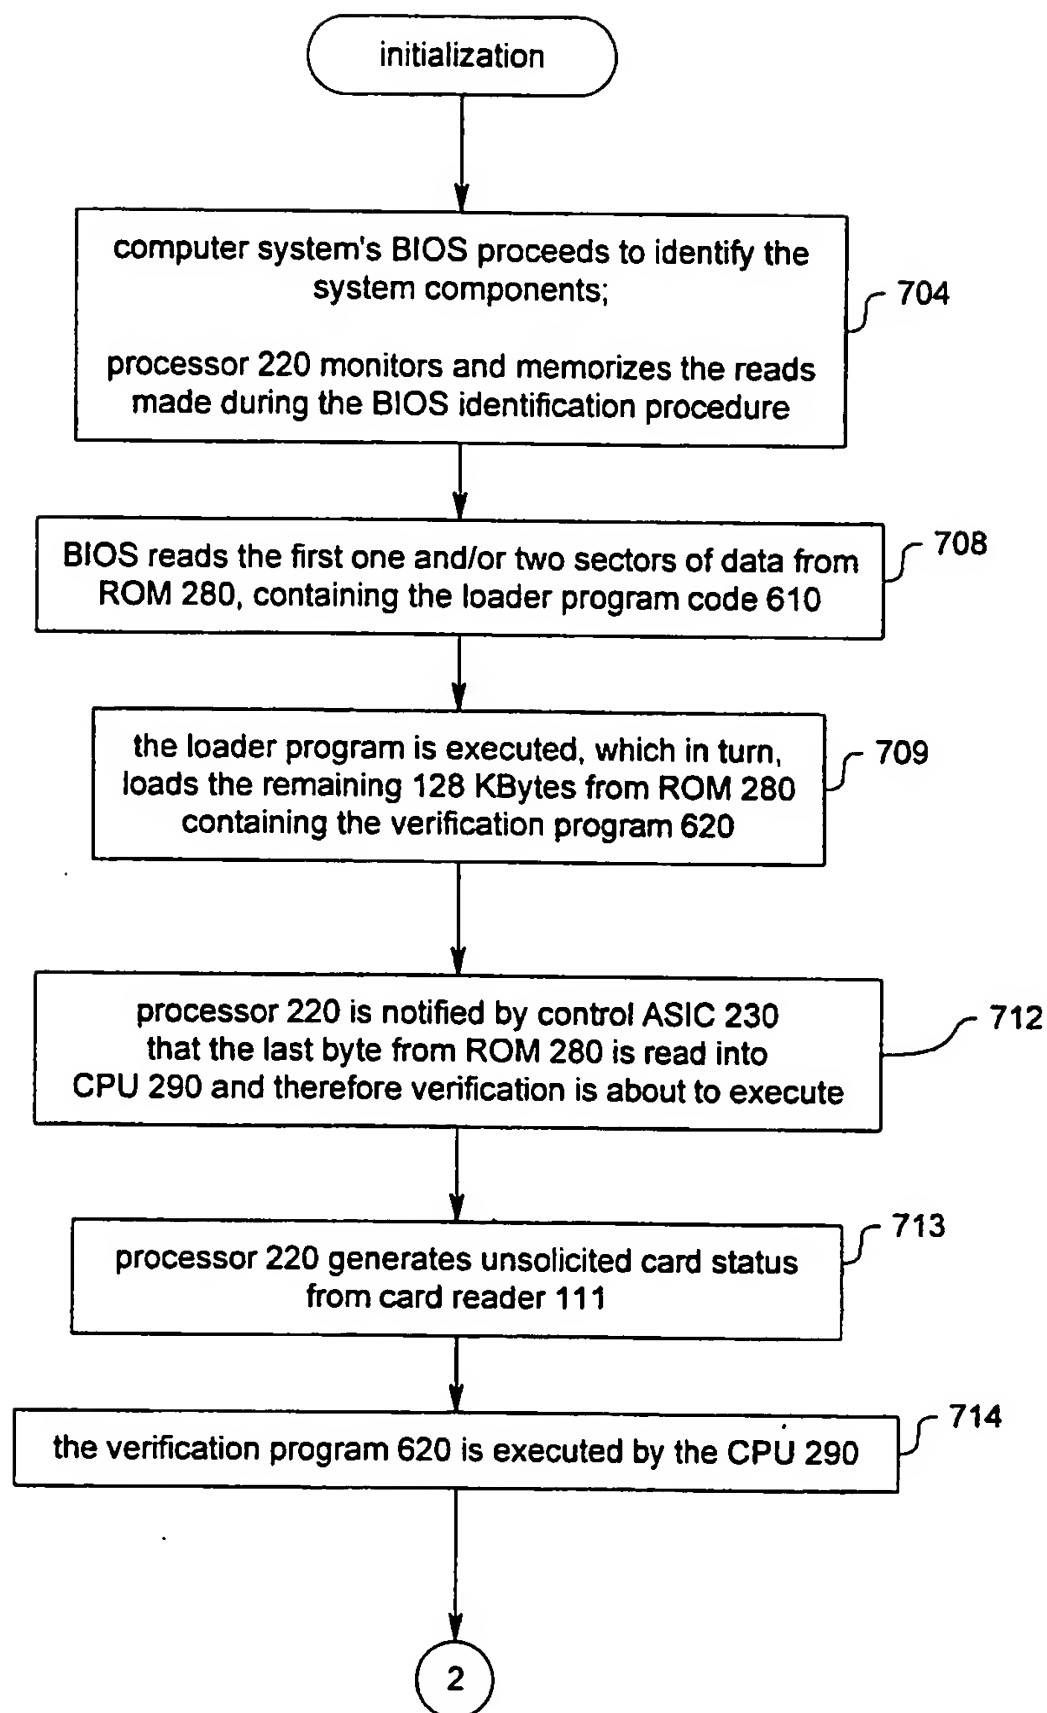 initialization
computer system's BIOS proceeds to identify the
system components;
704
processor 220 monitors and memorizes the reads
made during the BIOS identification procedure
708
BIOS reads the first one and/or two sectors of data from
ROM 280, containing the loader program code 610
709
the loader program is executed, which in turn,
loads the remaining 128 KBytes from ROM 280
containing the verification program 620
712
processor 220 is notified by control ASIC 230
that the last byte from ROM 280 is read into
CPU 290 and therefore verification is about to execute
713
processor 220 generates unsolicited card status
from card reader 111
714
the verification program 620 is executed by the CPU 290
2